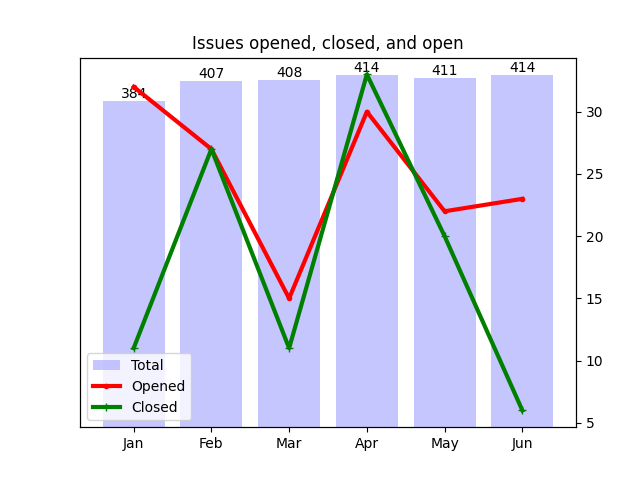 Issues opened, closed, and open
384
407
408
414
411
414
30
25
20
15
10
5
Total
Opened
Closed
Jan
Feb
Mar
Apr
May
Jun